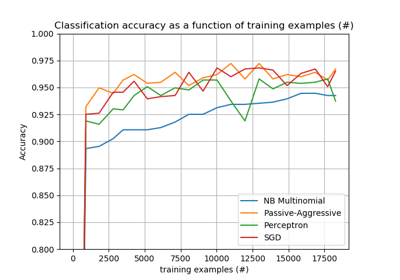 Classification accuracy as a function of training examples (#)
1.000
0.975
0.950
0.925
0.900
0.875
0.850
0.825
0.800
Accuracy
NB Multinomial
Passive-Aggressive
Perceptron
SGD
0 2500 5000 7500 10000 12500 15000 17500
training examples (#)